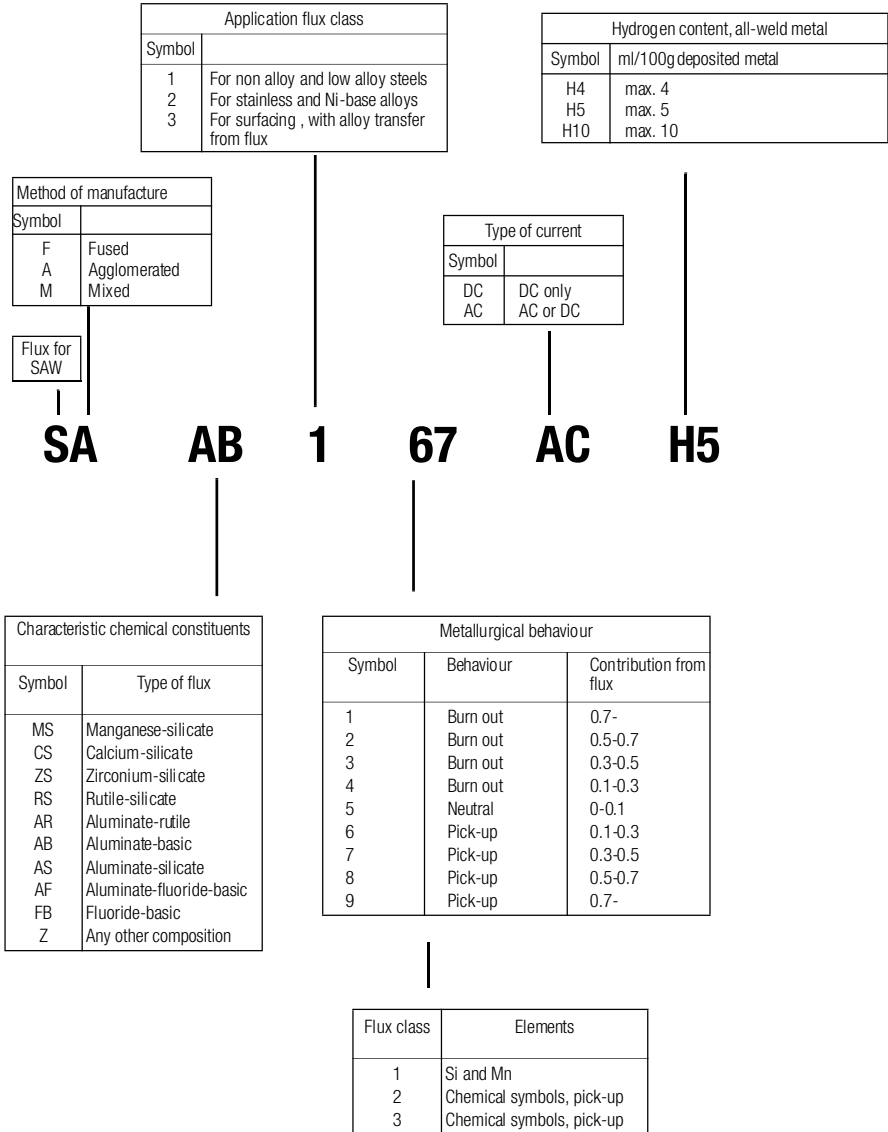 Application flux class
Symbol
1 For non alloy and low alloy steels
2 For stainless and Ni-base alloys
3 For surfacing , with alloy transfer
from flux
Hydrogen content, all-weld metal
Symbol ml/100g deposited metal
H4 max. 4
H5 max. 5
H10 max. 10
Method of manufacture
Symbol
F Fused
A Agglomerated
M Mixed
Type of current
Symbol
DC DC only
AC AC or DC
Flux for
SAW
SA AB 1 67 AC H5
Characteristic chemical constituents
Symbol Type of flux
MS Manganese-silicate
CS Calcium-silicate
ZS Zirconium-silicate
RS Rutile-silicate
AR Aluminate-rutile
AB Aluminate-basic
AS Aluminate-silicate
AF Aluminate-fluoride-basic
FB Fluoride-basic
Z Any other composition
Metallurgical behaviour
Symbol Behaviour Contribution from
flux
1 Burn out 0.7-
2 Burn out 0.5-0.7
3 Burn out 0.3-0.5
4 Burn out 0.1-0.3
5 Neutral 0-0.1
6 Pick-up 0.1-0.3
7 Pick-up 0.3-0.5
8 Pick-up 0.5-0.7
9 Pick-up 0.7-
Flux class Elements
1 Si and Mn
2 Chemical symbols, pick-up
3 Chemical symbols, pick-up